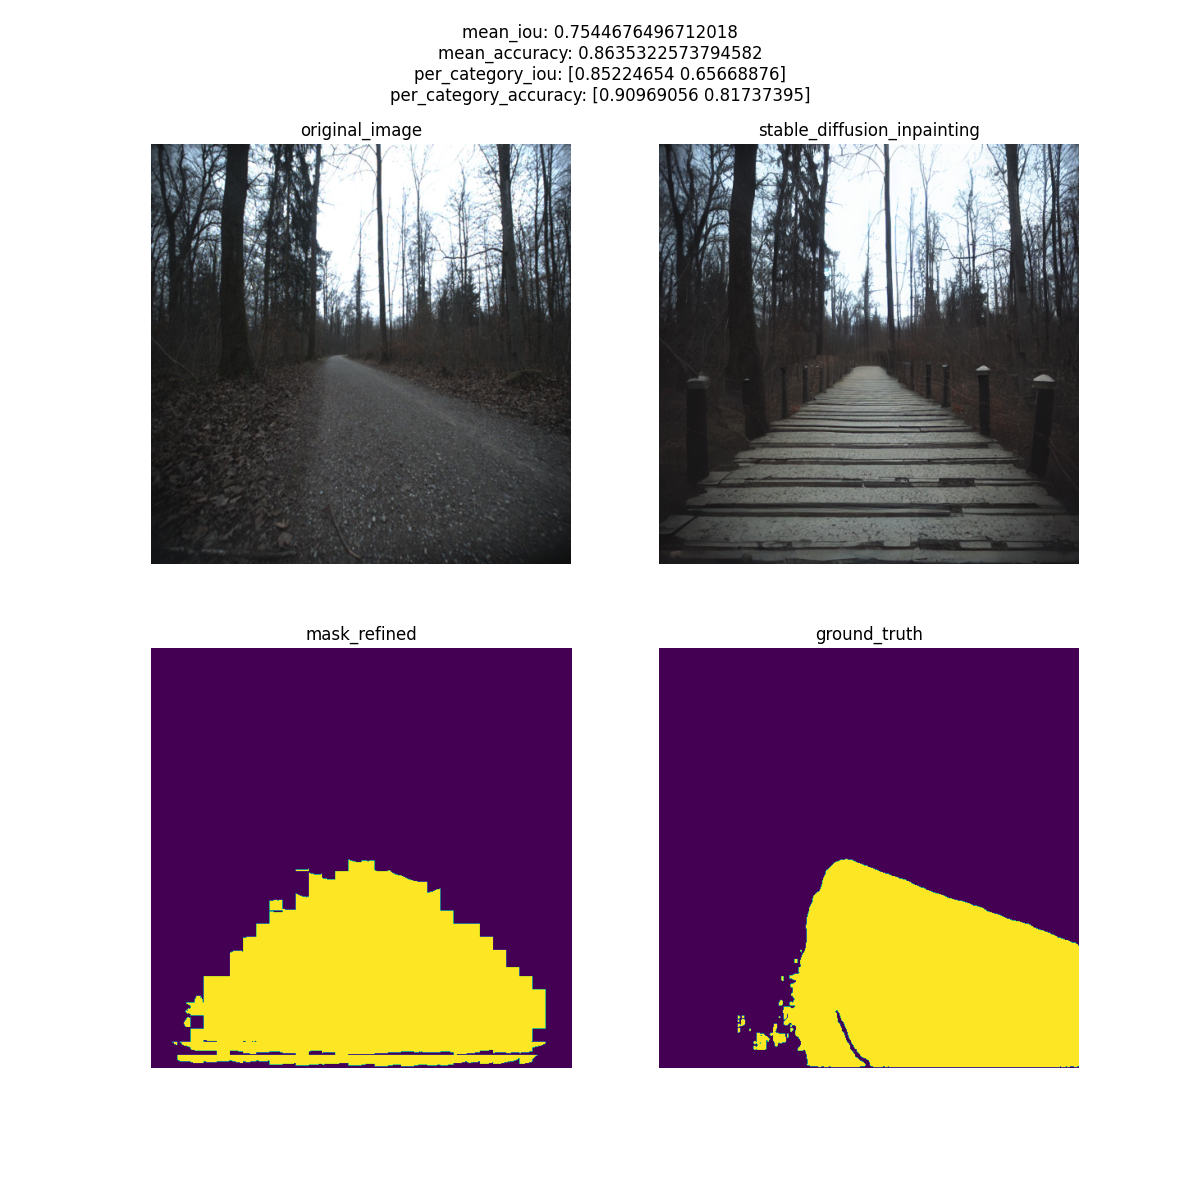 mean_iou: 0.7544676496712018
mean_accuracy: 0.8635322573794582
per_category_iou: [0.85224654 0.65668876]
per_category_accuracy: [0.90969056 0.81737395]
original_image
stable_diffusion_inpainting
mask_refined
ground_truth